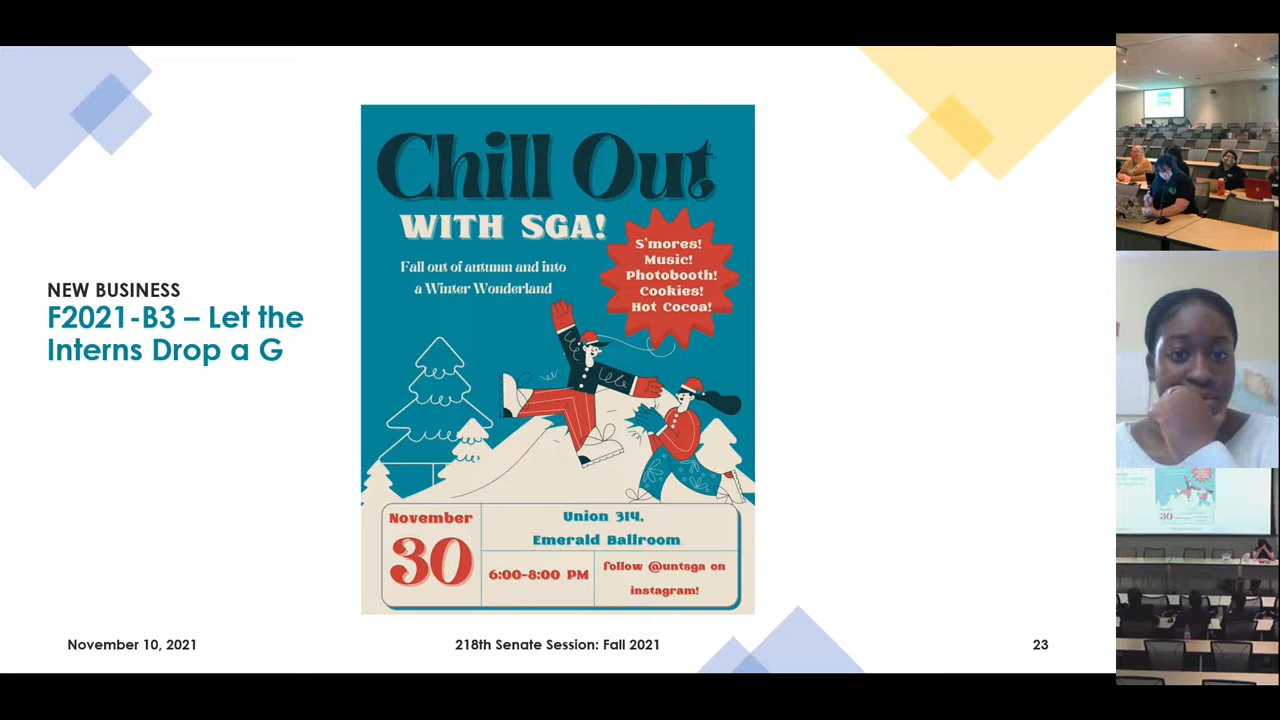 NEW BUSINESS
F2021-B3 – Let the
Interns Drop a G
Chill Out
WITH SGA!
Fall out of autumn and into
a Winter Wonderland
S'mores!
Music!
Photobooth!
Cookies!
Hot Cocoa!
November
30
Union 314,
Emerald Ballroom
6:00-8:00 PM
follow @untsga on
instagram!
November 10, 2021
218th Senate Session: Fall 2021
23